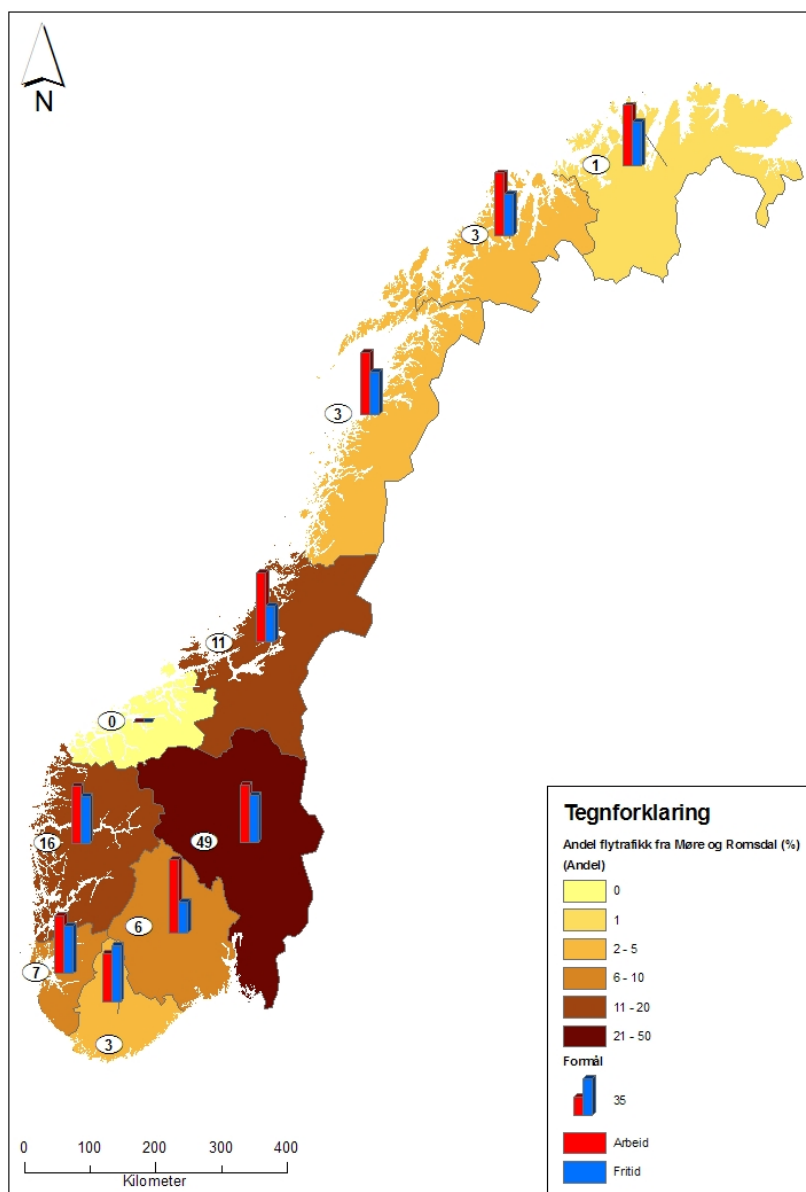 N
1
3
3
11
0
16
49
6
7
3
Tegnforklaring
Andel flytrafikk fra Møre og Romsdal (%)
(Andel)
0
1
2 - 5
6 - 10
11 - 20
21 - 50
Formål
35
Arbeid
Fritid
0 100 200 300 400
Kilometer